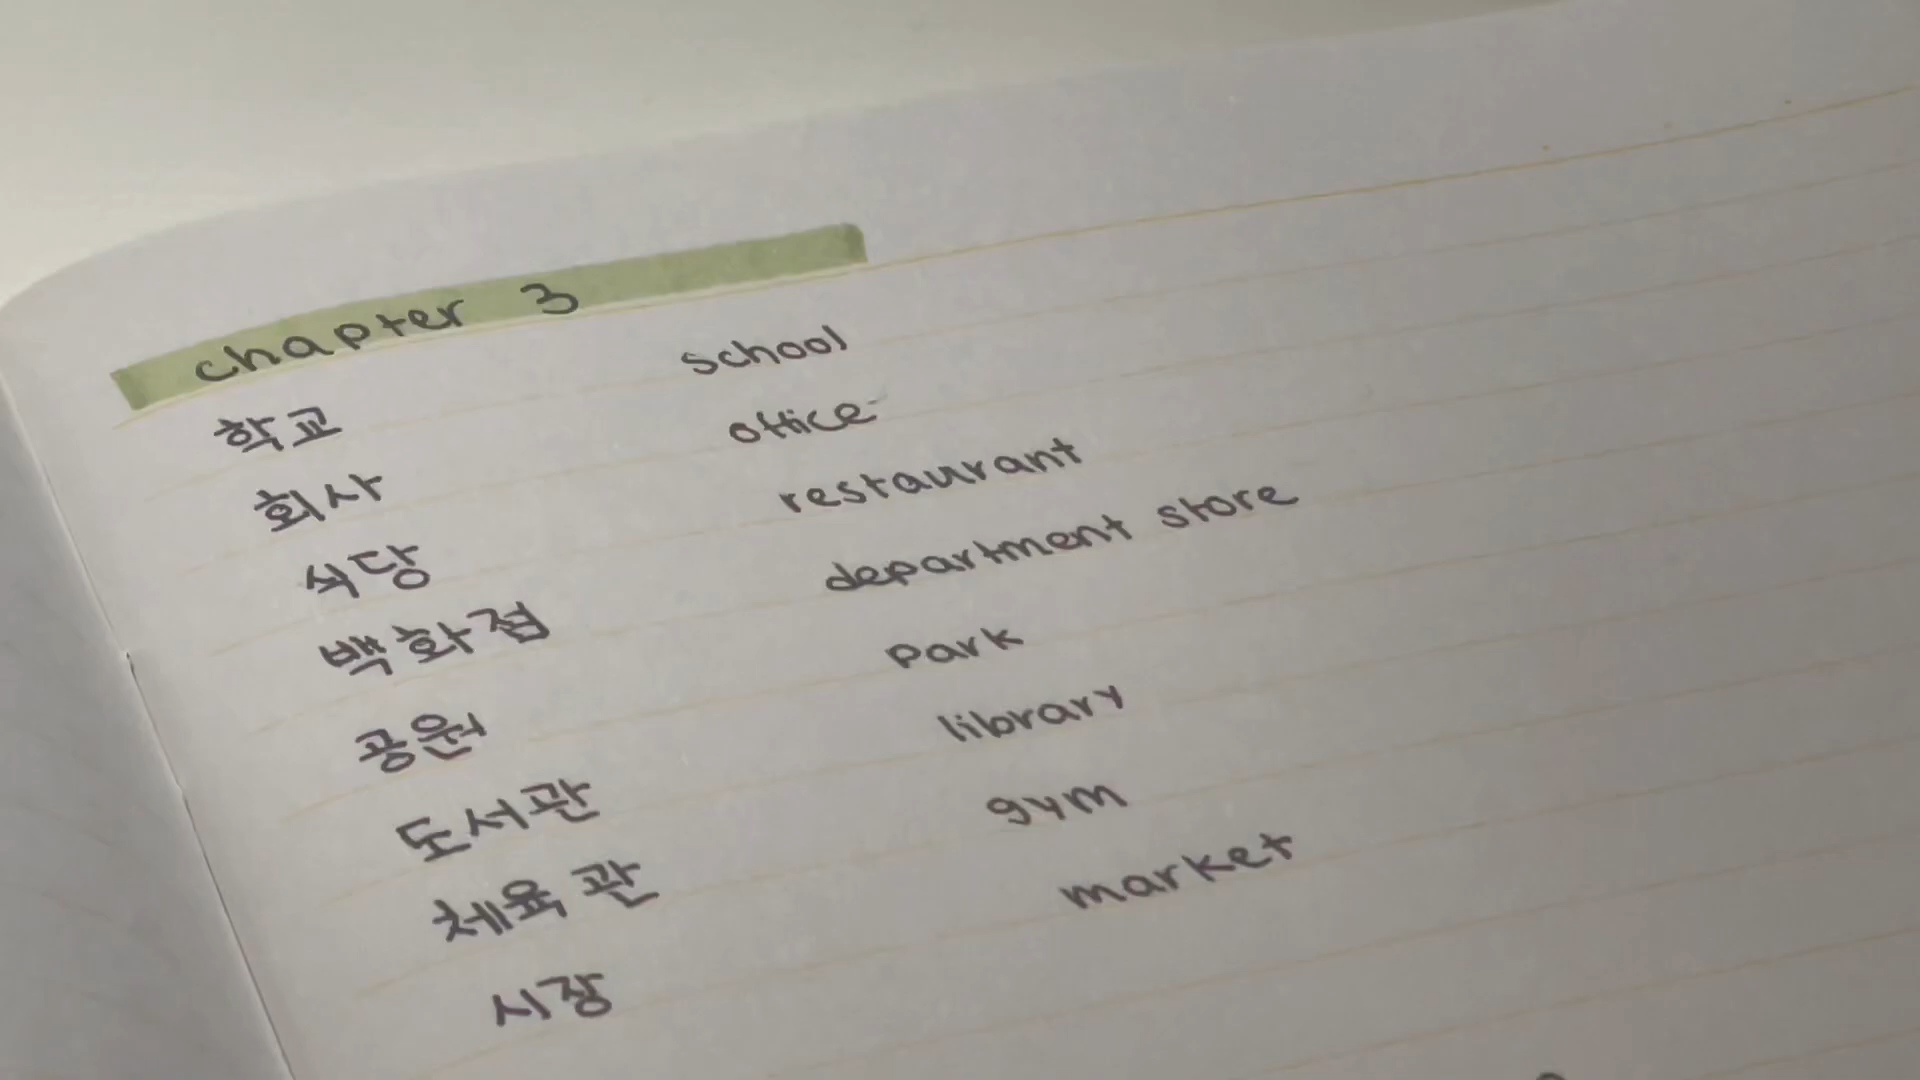 chapter 3
학교 school
회사 office
식당 restaurant
백화점 department store
공원 park
도서관 library
체육관 gym
시장 market